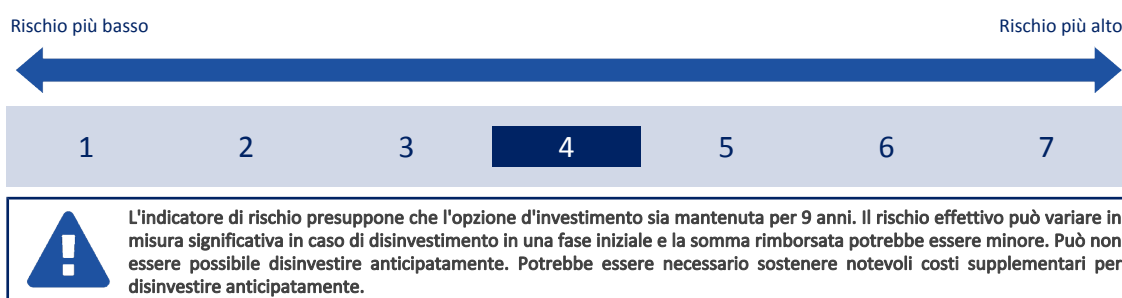 Rischio più basso Rischio più alto
1 2 3 4 5 6 7
L'indicatore di rischio presuppone che l'opzione d'investimento sia mantenuta per 9 anni. Il rischio effettivo può variare in
misura significativa in caso di disinvestimento in una fase iniziale e la somma rimborsata potrebbe essere minore. Può non
essere possibile disinvestire anticipatamente. Potrebbe essere necessario sostenere notevoli costi supplementari per
disinvestire anticipatamente.